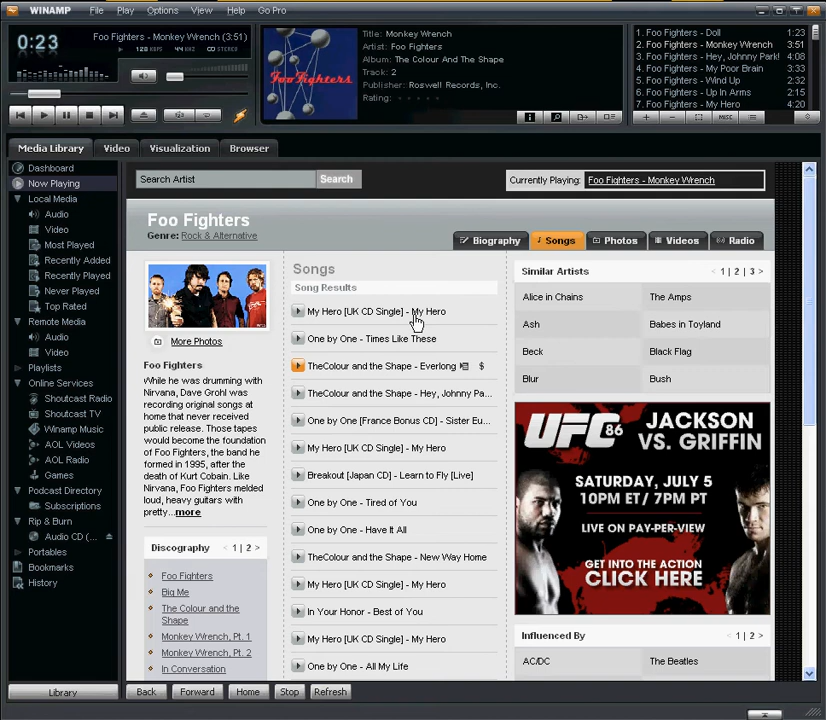 WINAMP File Play Options View Help Go Pro
0:23
Foo Fighters - Monkey Wrench (3:51)
128 KBPS 44 KHZ STEREO
Foo Fighters
Title: Monkey Wrench
Artist: Foo Fighters
Album: The Colour And The Shape
Track: 2
Publisher: Roswell Records, Inc.
Rating:
1. Foo Fighters - Doll 1:23
2. Foo Fighters - Monkey Wrench 3:51
3. Foo Fighters - Hey, Johnny Park! 4:08
4. Foo Fighters - My Poor Brain 3:33
5. Foo Fighters - Wind Up 2:32
6. Foo Fighters - Up In Arms 2:15
7. Foo Fighters - My Hero 4:20
MISC
Media Library Video Visualization Browser
Dashboard
Now Playing
Local Media
Audio
Video
Most Played
Recently Added
Recently Played
Never Played
Top Rated
Remote Media
Audio
Video
Playlists
Online Services
Shoutcast Radio
Shoutcast TV
Winamp Music
AOL Videos
AOL Radio
Games
Podcast Directory
Subscriptions
Rip & Burn
Audio CD (...
Portables
Bookmarks
History
Library
Search Artist Search
Currently Playing: Foo Fighters - Monkey Wrench
Foo Fighters
Genre: Rock & Alternative
Biography Songs Photos Videos Radio
More Photos
Foo Fighters
While he was drumming with
Nirvana, Dave Grohl was
recording original songs at
home that never received
public release. Those tapes
would become the foundation
of Foo Fighters, the band he
formed in 1995, after the
death of Kurt Cobain. Like
Nirvana, Foo Fighters melded
loud, heavy guitars with
pretty...more
Discography < 1 | 2 >
Foo Fighters
Big Me
The Colour and the
Shape
Monkey Wrench, Pt. 1
Monkey Wrench, Pt. 2
In Conversation
Songs
Song Results
My Hero [UK CD Single] - My Hero
One by One - Times Like These
TheColour and the Shape - Everlong $
TheColour and the Shape - Hey, Johnny Pa...
One by One [France Bonus CD] - Sister Eu...
My Hero [UK CD Single] - My Hero
Breakout [Japan CD] - Learn to Fly [Live]
One by One - Tired of You
One by One - Have It All
TheColour and the Shape - New Way Home
My Hero [UK CD Single] - My Hero
In Your Honor - Best of You
My Hero [UK CD Single] - My Hero
One by One - All My Life
Similar Artists < 1 | 2 | 3 >
Alice in Chains The Amps
Ash Babes in Toyland
Beck Black Flag
Blur Bush
UFC 86 JACKSON
VS. GRIFFIN
SATURDAY, JULY 5
10PM ET/ 7PM PT
LIVE ON PAY-PER-VIEW
GET INTO THE ACTION
CLICK HERE
Influenced By < 1 | 2 >
AC/DC The Beatles
Back Forward Home Stop Refresh